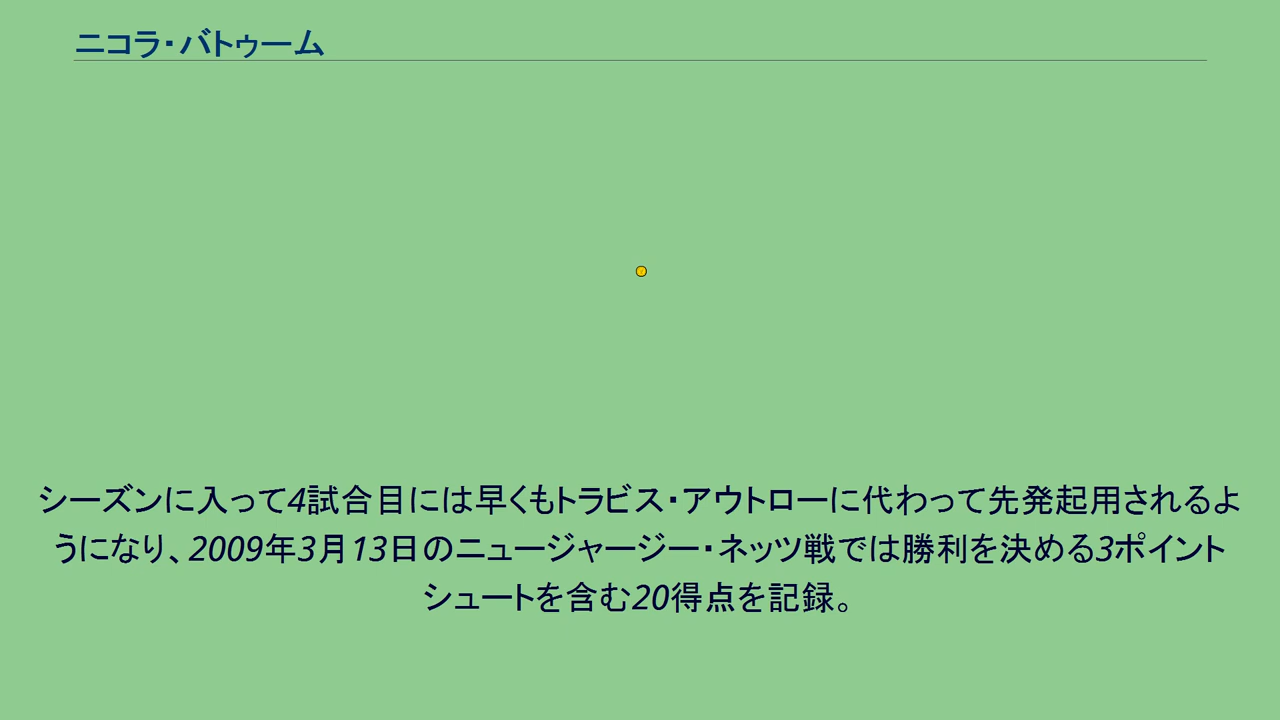 ニコラ・バトゥーム
シーズンに入って4試合目には早くもトラビス・アウトローに代わって先発起用されるよ
うになり、2009年3月13日のニュージャージー・ネッツ戦では勝利を決める3ポイント
シュートを含む20得点を記録。